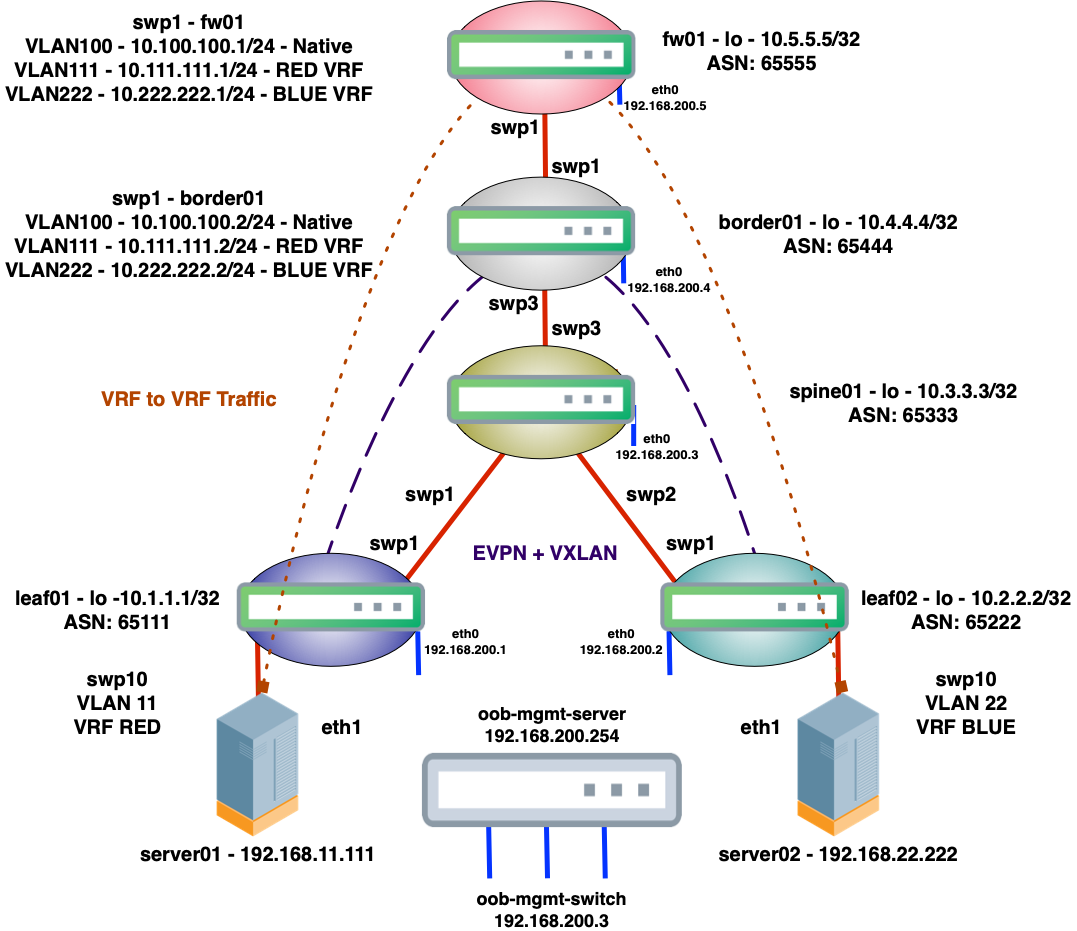 swp1 - fw01
VLAN100 - 10.100.100.1/24 - Native
VLAN111 - 10.111.111.1/24 - RED VRF
VLAN222 - 10.222.222.1/24 - BLUE VRF
fw01 - lo - 10.5.5.5/32
ASN: 65555
eth0
192.168.200.5
swp1
swp1
swp1 - border01
VLAN100 - 10.100.100.2/24 - Native
VLAN111 - 10.111.111.2/24 - RED VRF
VLAN222 - 10.222.222.2/24 - BLUE VRF
border01 - lo - 10.4.4.4/32
ASN: 65444
eth0
192.168.200.4
swp3
swp3
VRF to VRF Traffic
spine01 - lo - 10.3.3.3/32
ASN: 65333
eth0
192.168.200.3
swp1
swp2
swp1
EVPN + VXLAN
swp1
leaf01 - lo -10.1.1.1/32
ASN: 65111
eth0
192.168.200.1
eth0
192.168.200.2
leaf02 - lo - 10.2.2.2/32
ASN: 65222
swp10
VLAN 11
VRF RED
eth1
eth1
swp10
VLAN 22
VRF BLUE
oob-mgmt-server
192.168.200.254
server01 - 192.168.11.111
server02 - 192.168.22.222
oob-mgmt-switch
192.168.200.3